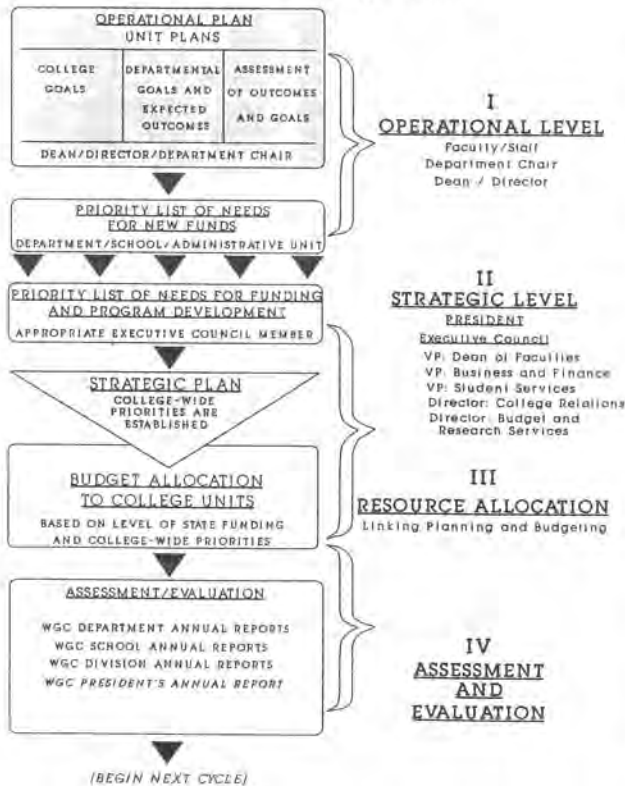 OPERATIONAL PLAN
UNIT PLANS
COLLEGE
GOALS
DEPARTMENTAL
GOALS AND
EXPECTED
OUTCOMES
ASSESSMENT
OF OUTCOMES
AND GOALS
DEAN/DIRECTOR/DEPARTMENT CHAIR
PRIORITY LIST OF NEEDS
FOR NEW FUNDS
DEPARTMENT/SCHOOL/ADMINISTRATIVE UNIT
PRIORITY LIST OF NEEDS FOR FUNDING
AND PROGRAM DEVELOPMENT
APPROPRIATE EXECUTIVE COUNCIL MEMBER
STRATEGIC PLAN
COLLEGE-WIDE
PRIORITIES ARE
ESTABLISHED
BUDGET ALLOCATION
TO COLLEGE UNITS
BASED ON LEVEL OF STATE FUNDING
AND COLLEGE-WIDE PRIORITIES
ASSESSMENT/EVALUATION
WGC DEPARTMENT ANNUAL REPORTS
WGC SCHOOL ANNUAL REPORTS
WGC DIVISION ANNUAL REPORTS
WGC PRESIDENT'S ANNUAL REPORT
(BEGIN NEXT CYCLE)
I
OPERATIONAL LEVEL
Faculty/Staff
Department Chair
Dean / Director
II
STRATEGIC LEVEL
PRESIDENT
Executive Council
VP: Dean of Faculties
VP: Business and Finance
VP: Student Services
Director: College Relations
Director: Budget and
Research Services
III
RESOURCE ALLOCATION
Linking Planning and Budgeting
IV
ASSESSMENT
AND
EVALUATION